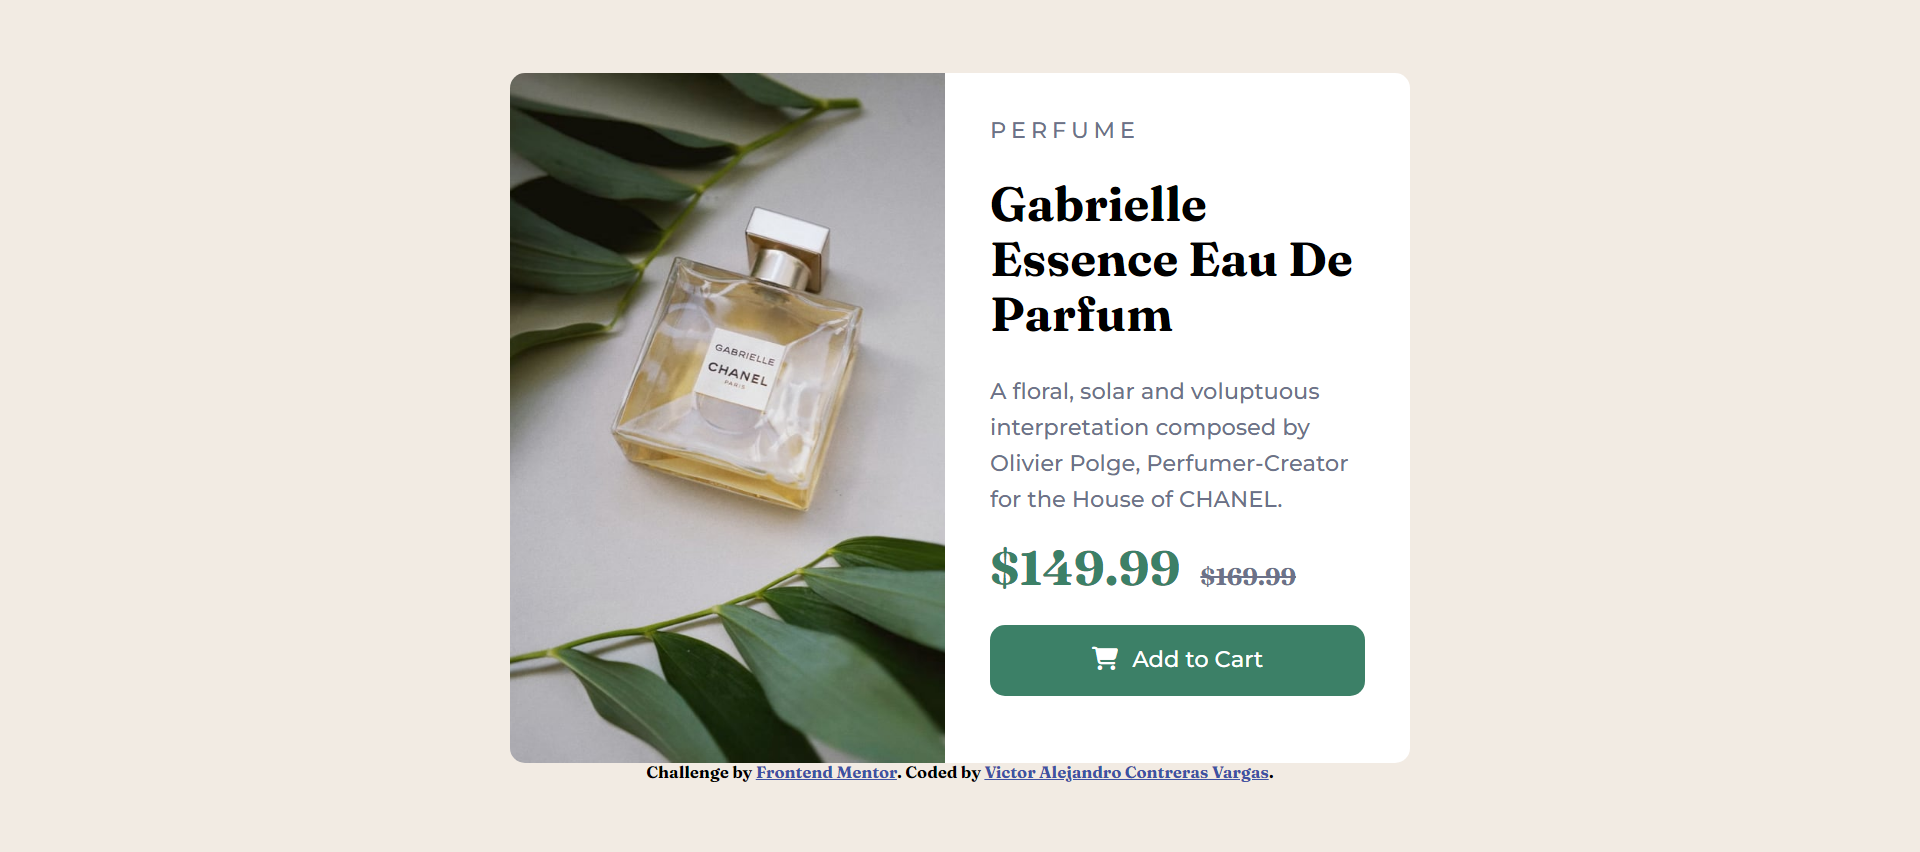 GABRIELLE
CHANEL
PARIS
PERFUME
Gabrielle
Essence Eau De
Parfum
A floral, solar and voluptuous
interpretation composed by
Olivier Polge, Perfumer-Creator
for the House of CHANEL.
$149.99 $169.99
Add to Cart
Challenge by Frontend Mentor. Coded by Victor Alejandro Contreras Vargas.